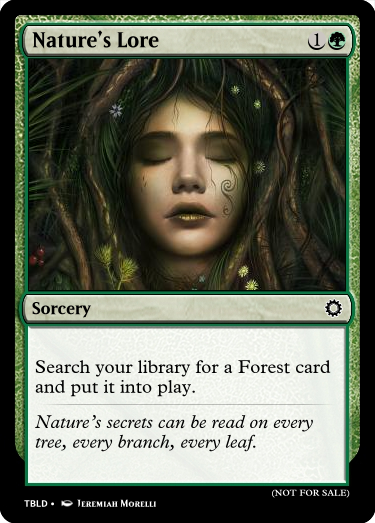 Nature's Lore 1
Sorcery
Search your library for a Forest card
and put it into play.
Nature's secrets can be read on every
tree, every branch, every leaf.
(NOT FOR SALE)
TBLD • Jeremiah Morelli